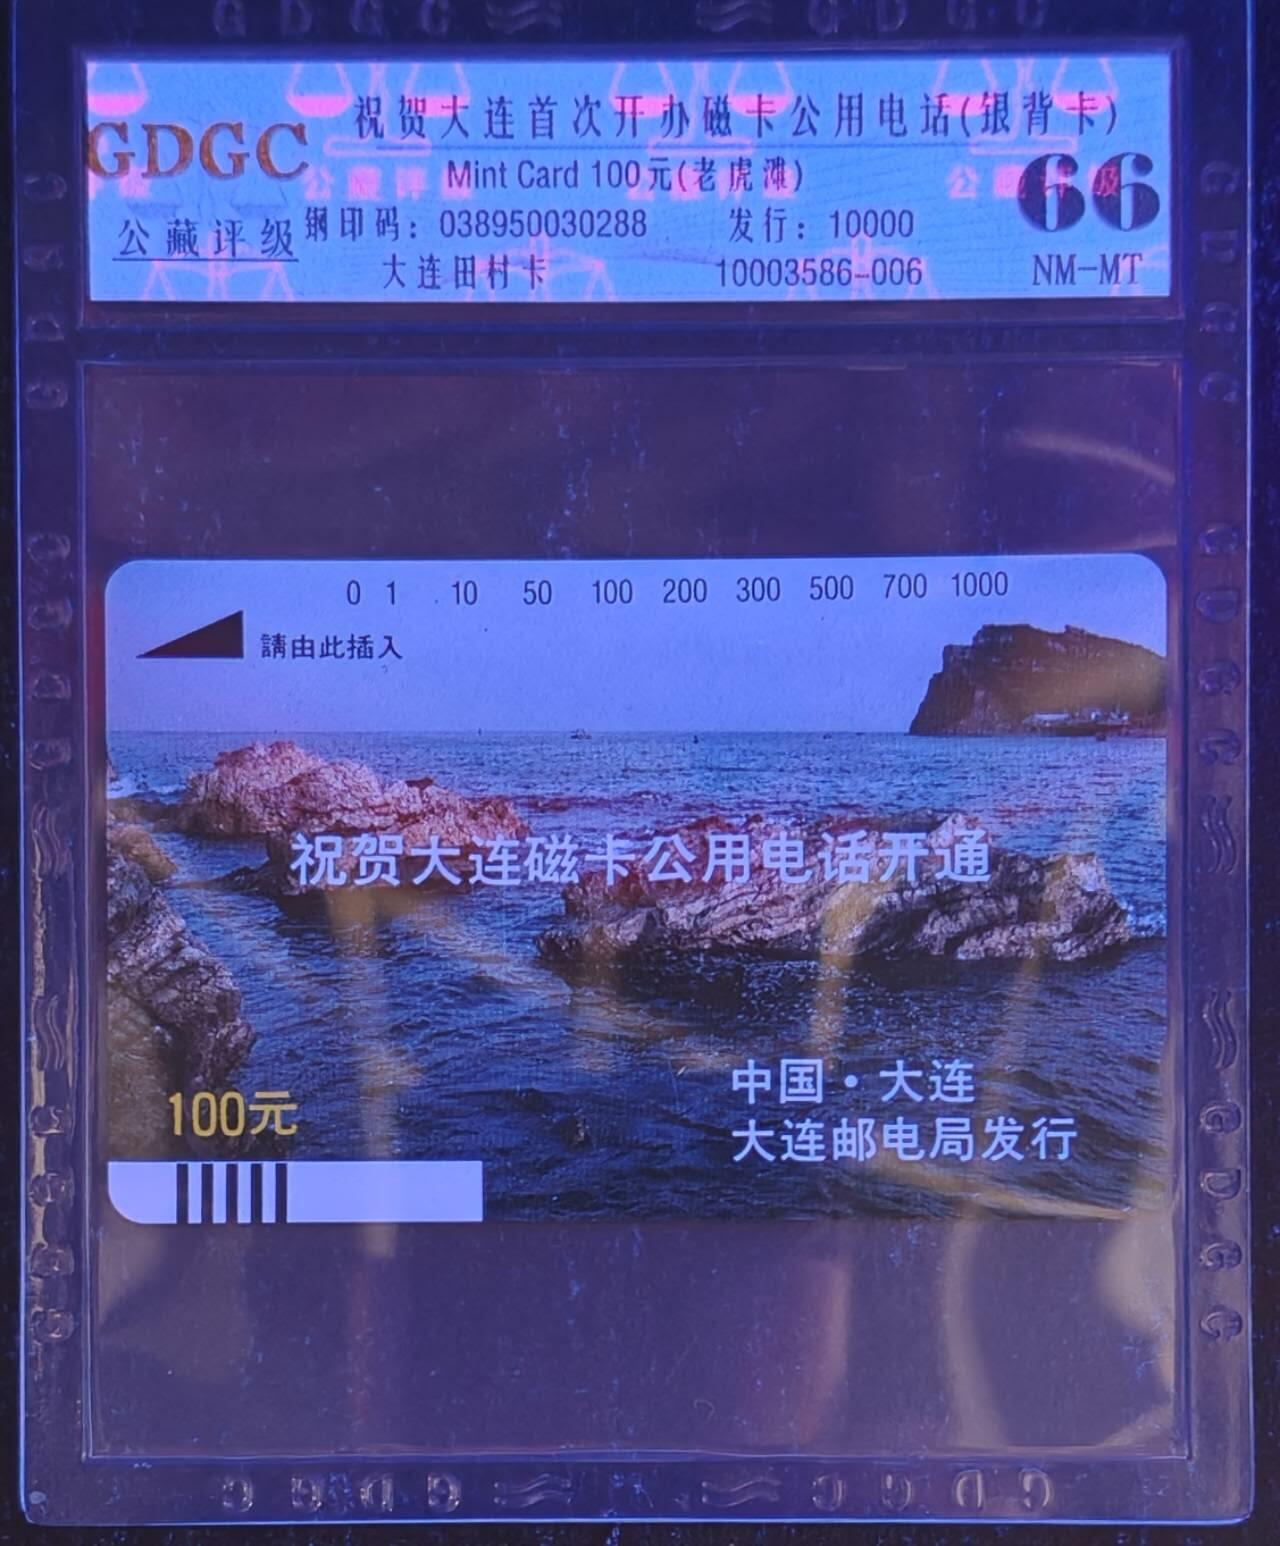 GDGC
祝贺大连首次开办磁卡公用电话(银背卡)
Mint Card 100元(老虎滩)
66
公藏评级
钢印码：038950030288 发行：10000
大连田村卡 10003586-006 NM-MT
0 1 10 50 100 200 300 500 700 1000
請由此插入
祝贺大连磁卡公用电话开通
中国·大连
100元
大连邮电局发行